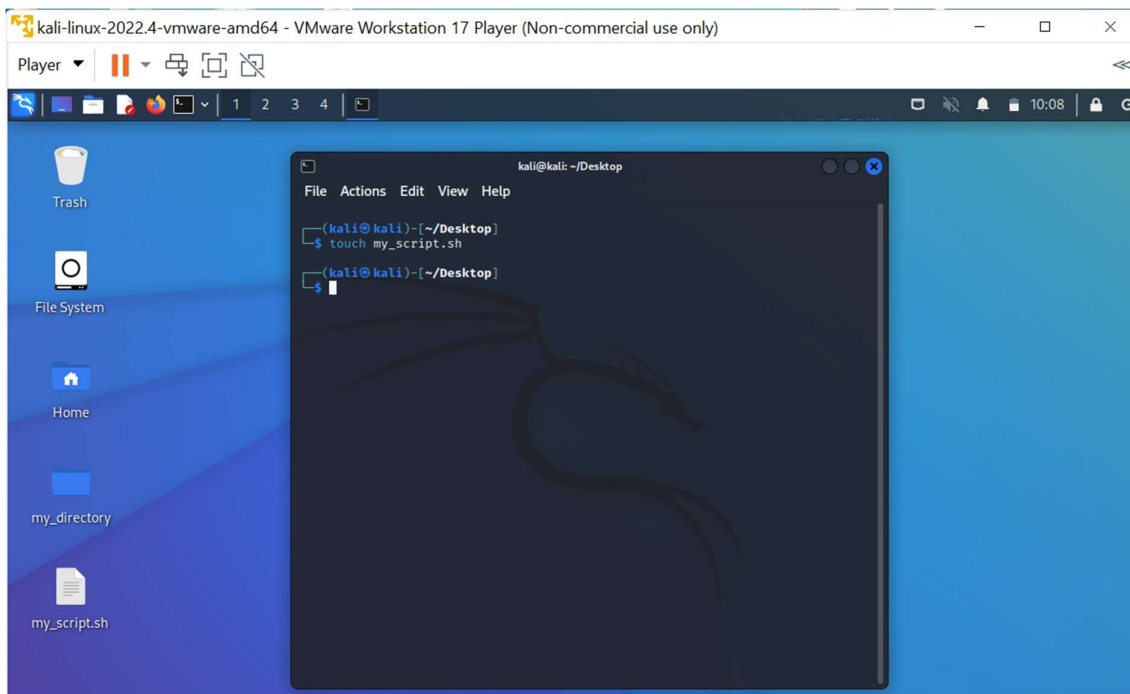 kali-linux-2022.4-vmware-amd64 - VMware Workstation 17 Player (Non-commercial use only)
Player
1 2 3 4
10:08
Trash
File System
Home
my_directory
my_script.sh
kali@kali: ~/Desktop
File Actions Edit View Help
┌──(kali㉿kali)-[~/Desktop]
└─$ touch my_script.sh
┌──(kali㉿kali)-[~/Desktop]
└─$